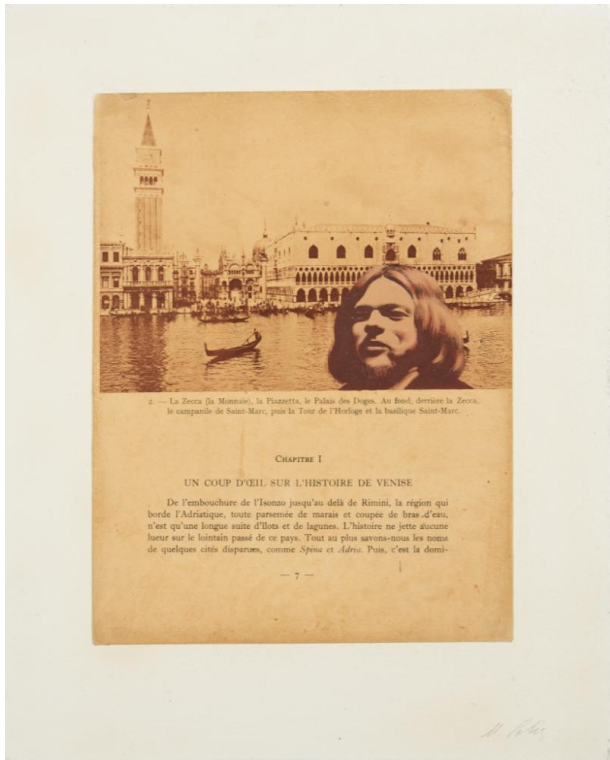 2. — La Zecca (la Monnaie), la Piazzetta, le Palais des Doges. Au fond, derrière la Zecca,
le campanile de Saint-Marc, puis la Tour de l'Horloge et la basilique Saint-Marc.
CHAPITRE I
UN COUP D'ŒIL SUR L'HISTOIRE DE VENISE
De l'embouchure de l'Isonzo jusqu'au delà de Rimini, la région qui
borde l'Adriatique, toute parsemée de marais et coupée de bras d'eau,
n'est qu'une longue suite d'îlots et de lagunes. L'histoire ne jette aucune
lueur sur le lointain passé de ce pays. Tout au plus savons-nous les noms
de quelques cités disparues, comme Spina et Adria. Puis, c'est la domi-
— 7 —